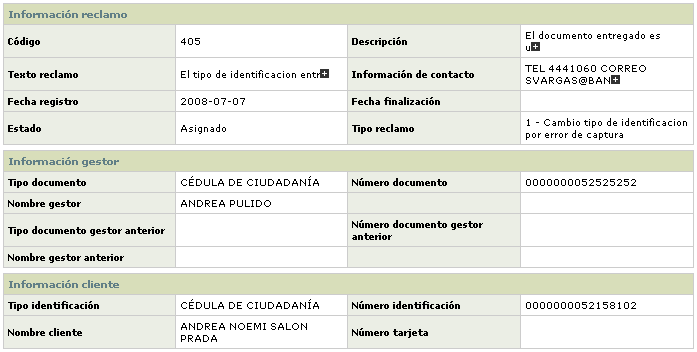 Información reclamo
Código 405 Descripción El documento entregado es
u
Texto reclamo El tipo de identificacion entr Información de contacto TEL 4441060 CORREO
SVARGAS@BAN
Fecha registro 2008-07-07 Fecha finalización
Estado Asignado Tipo reclamo 1 - Cambio tipo de identificacion
por error de captura
Información gestor
Tipo documento CÉDULA DE CIUDADANÍA Número documento 0000000052525252
Nombre gestor ANDREA PULIDO
Tipo documento gestor anterior Número documento gestor
anterior
Nombre gestor anterior
Información cliente
Tipo identificación CÉDULA DE CIUDADANÍA Número identificación 0000000052158102
Nombre cliente ANDREA NOEMI SALON
PRADA Número tarjeta